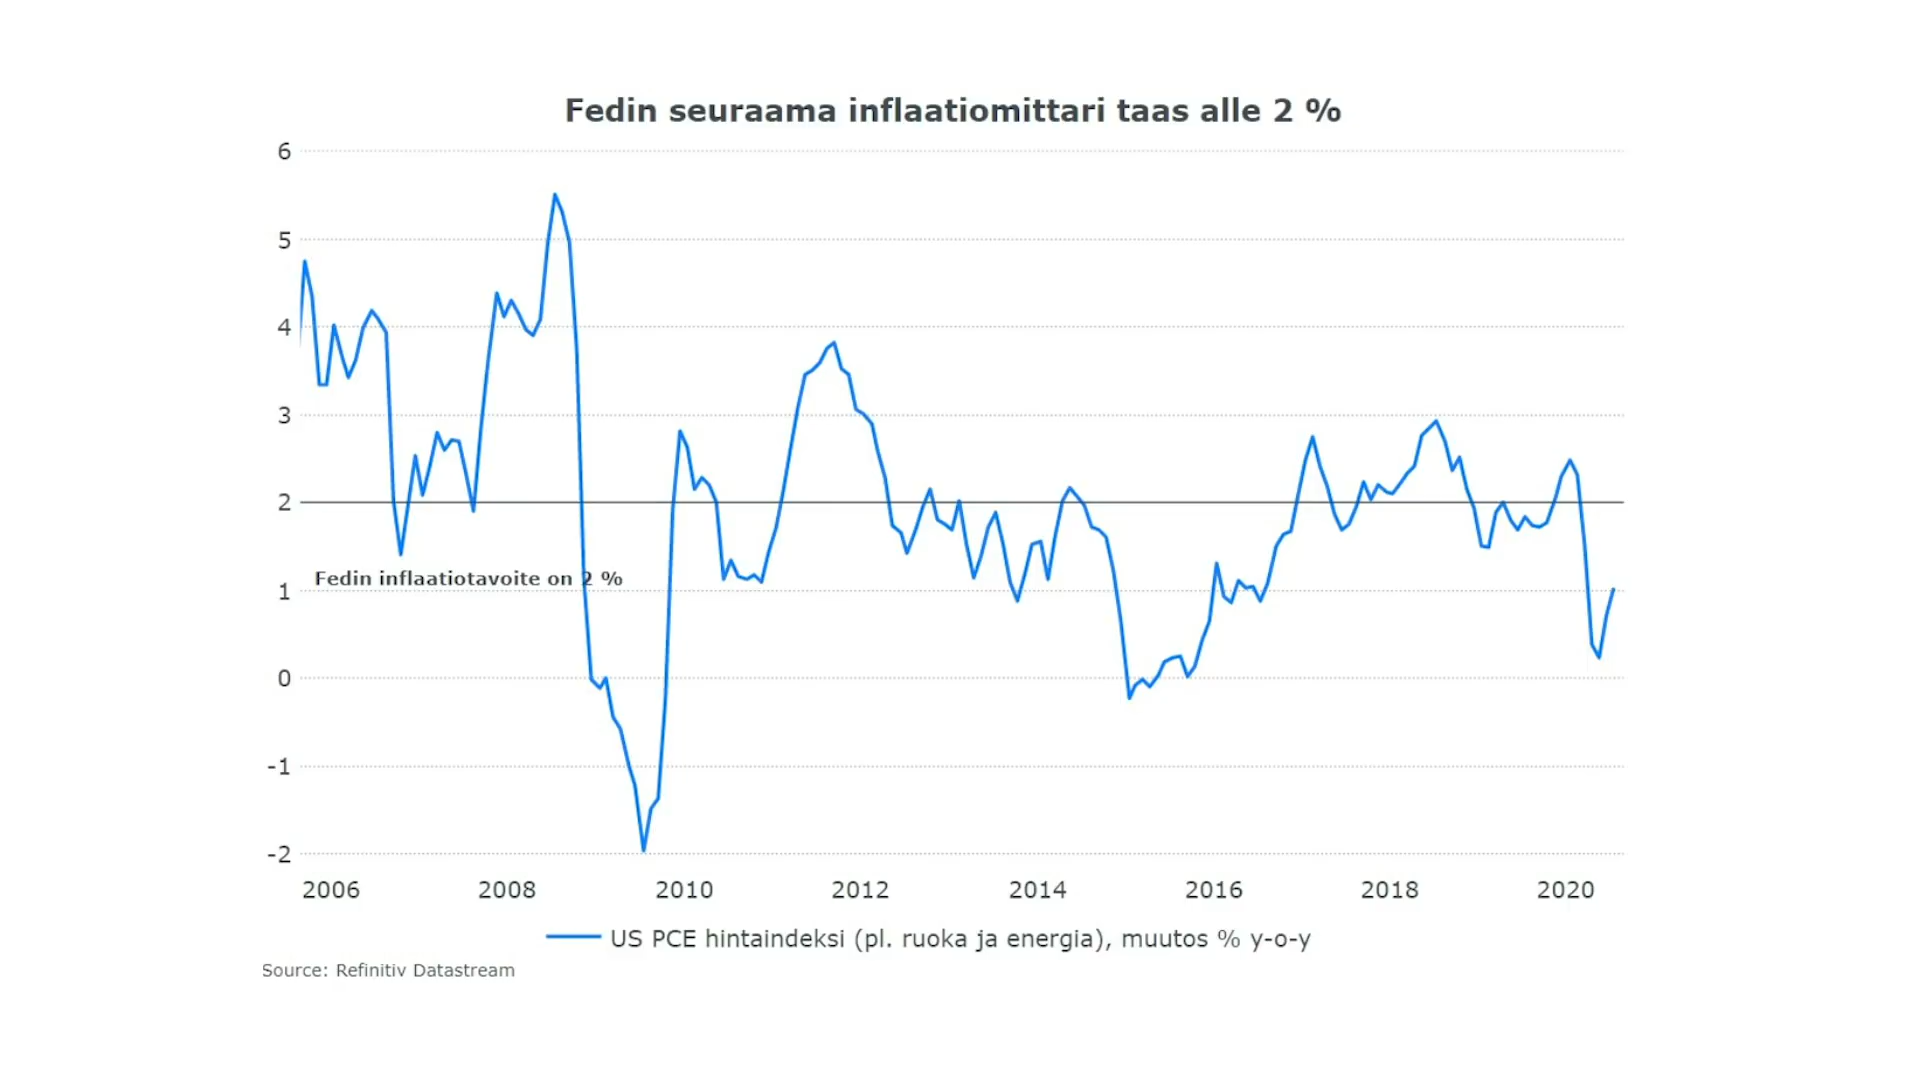 Fedin seuraama inflaatiomittari taas alle 2 %
6
5
4
3
2
Fedin inflaatiotavoite on 2 %
1
0
-1
-2
2006 2008 2010 2012 2014 2016 2018 2020
US PCE hintaindeksi (pl. ruoka ja energia), muutos % y-o-y
Source: Refinitiv Datastream